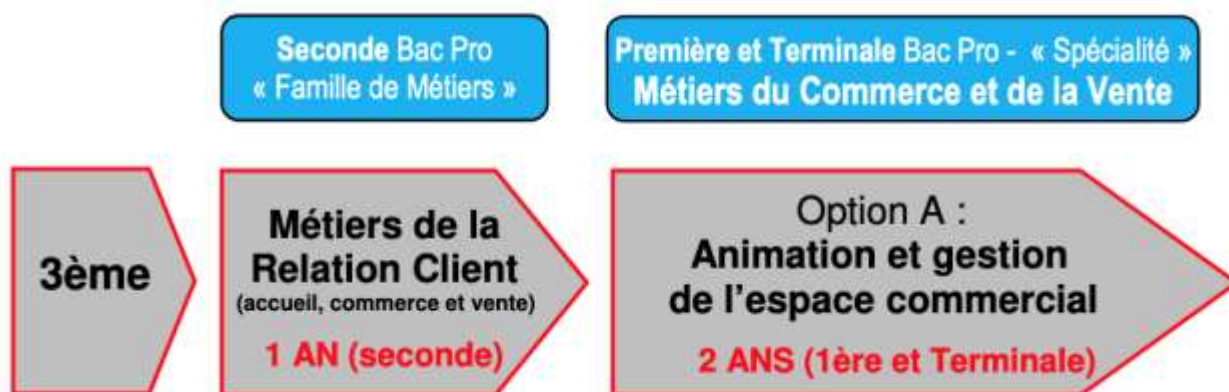 Seconde Bac Pro
« Famille de Métiers »
Première et Terminale Bac Pro - « Spécialité »
Métiers du Commerce et de la Vente
3ème
Métiers de la
Relation Client
(accueil, commerce et vente)
1 AN (seconde)
Option A :
Animation et gestion
de l'espace commercial
2 ANS (1ère et Terminale)